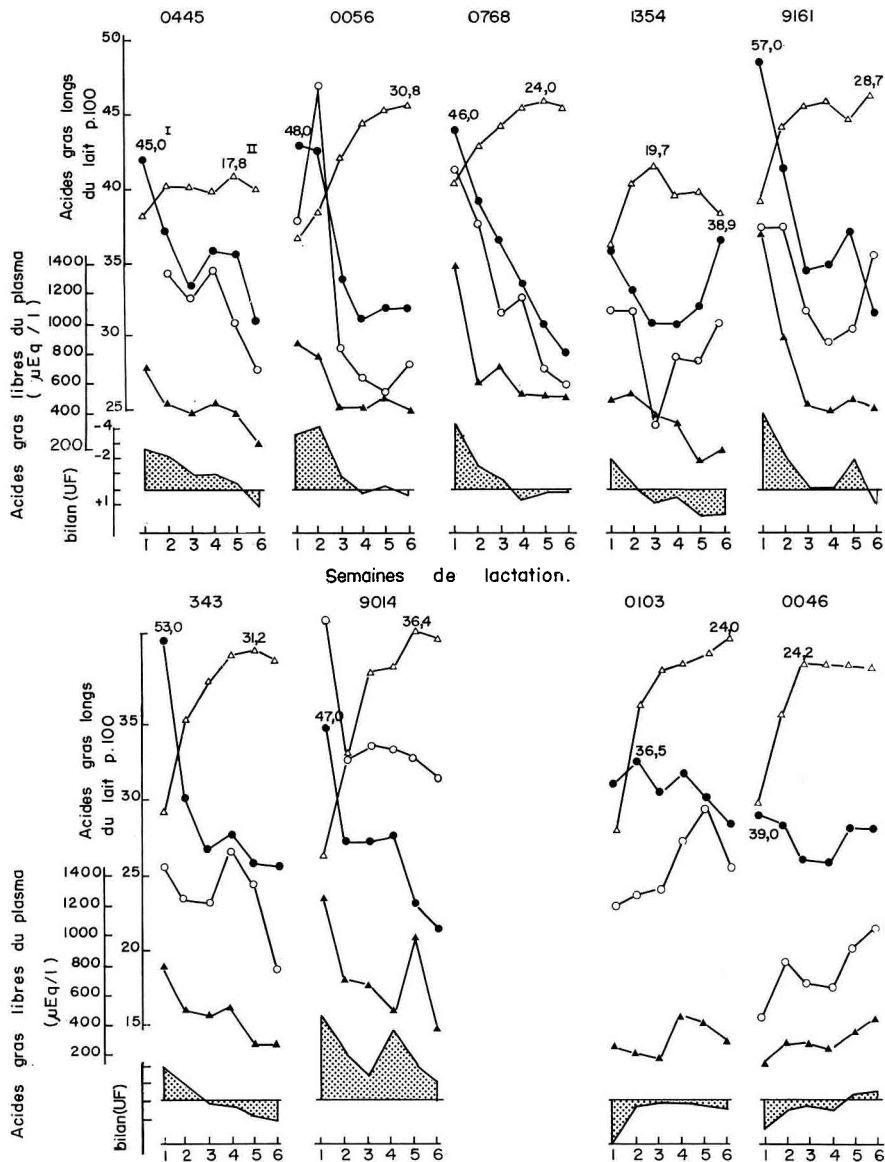 0445 0056 0768 1354 9161
Acides gras longs
du lait p.100
50
45
40
35
30
25
Acides gras libres du plasma
( µEq / l )
1400
1200
1000
800
600
400
200
bilan (UF)
-4
-2
+1
45,0 I
17,8 II
48,0
30,8
46,0
24,0
19,7
38,9
57,0
28,7
1 2 3 4 5 6
1 2 3 4 5 6
1 2 3 4 5 6
1 2 3 4 5 6
1 2 3 4 5 6
Semaines de lactation.
343 9014 0103 0046
Acides gras longs
du lait p.100
35
30
25
20
15
Acides gras libres du plasma
(µEq/l)
1400
1200
1000
800
600
400
200
bilan(UF)
53,0
31,2
47,0
36,4
36,5
24,0
39,0
24,2
1 2 3 4 5 6
1 2 3 4 5 6
1 2 3 4 5 6
1 2 3 4 5 6